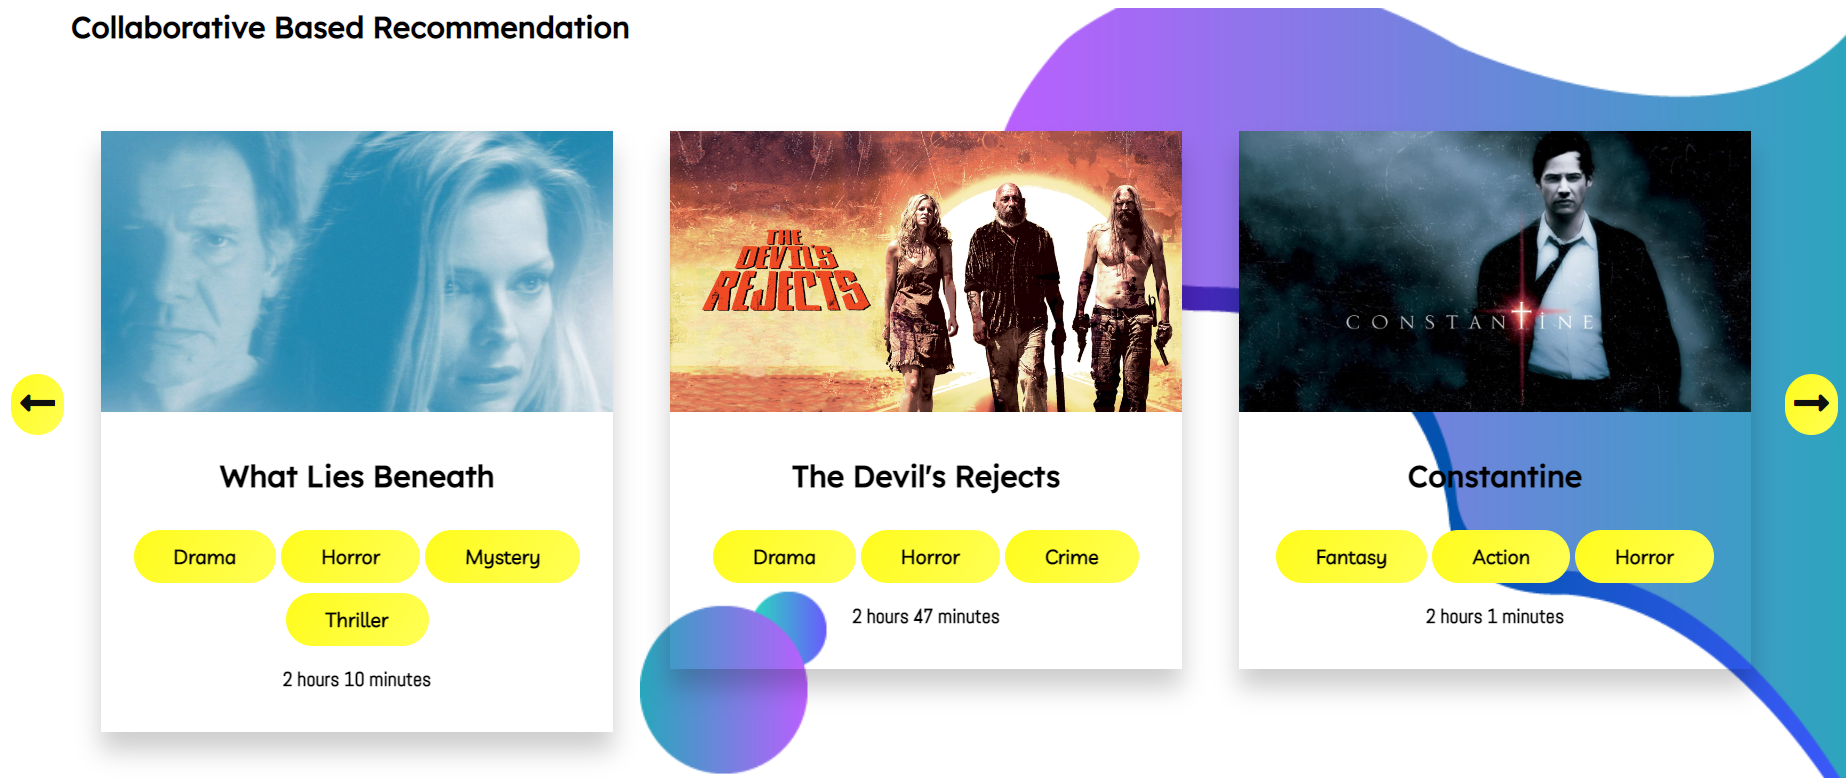 Collaborative Based Recommendation
THE
DEVIL'S
REJECTS
CONSTANTINE
What Lies Beneath
The Devil's Rejects
Constantine
Drama Horror Mystery
Thriller
2 hours 10 minutes
Drama Horror Crime
2 hours 47 minutes
Fantasy Action Horror
2 hours 1 minutes